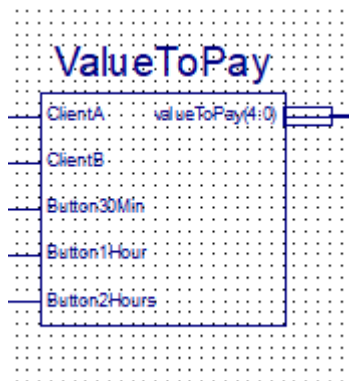 ValueToPay
ClientA valueToPay(4:0)
ClientB
Button30Min
Button1Hour
Button2Hours